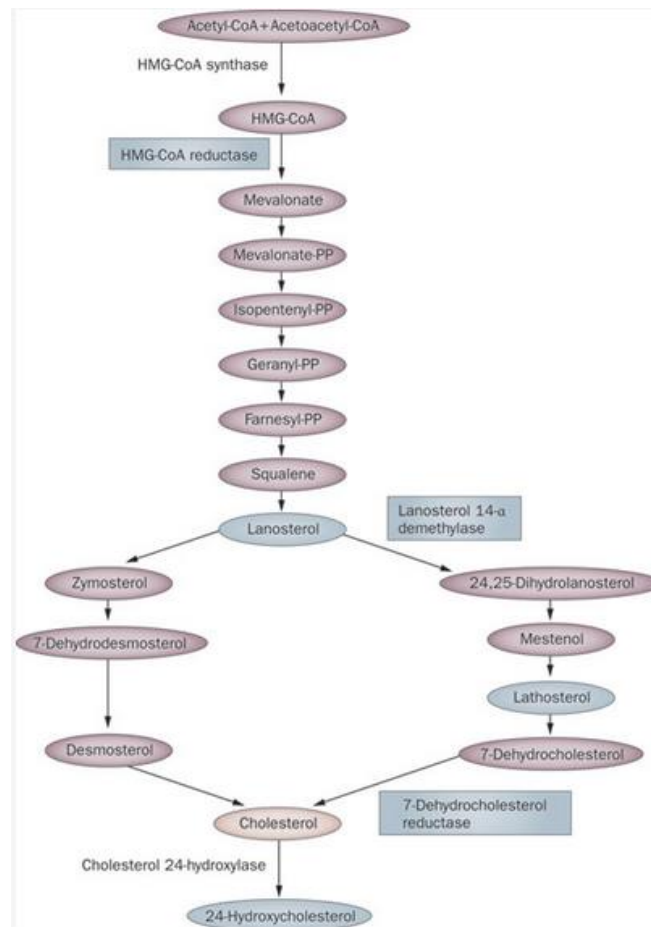 Acetyl-CoA+Acetoacetyl-CoA
HMG-CoA synthase
HMG-CoA
HMG-CoA reductase
Mevalonate
Mevalonate-PP
Isopentenyl-PP
Geranyl-PP
Farnesyl-PP
Squalene
Lanosterol 14-α
demethylase
Lanosterol
Zymosterol
24,25-Dihydrolanosterol
7-Dehydrodesmosterol
Mestenol
Lathosterol
Desmosterol
7-Dehydrocholesterol
7-Dehydrocholesterol
reductase
Cholesterol
Cholesterol 24-hydroxylase
24-Hydroxycholesterol